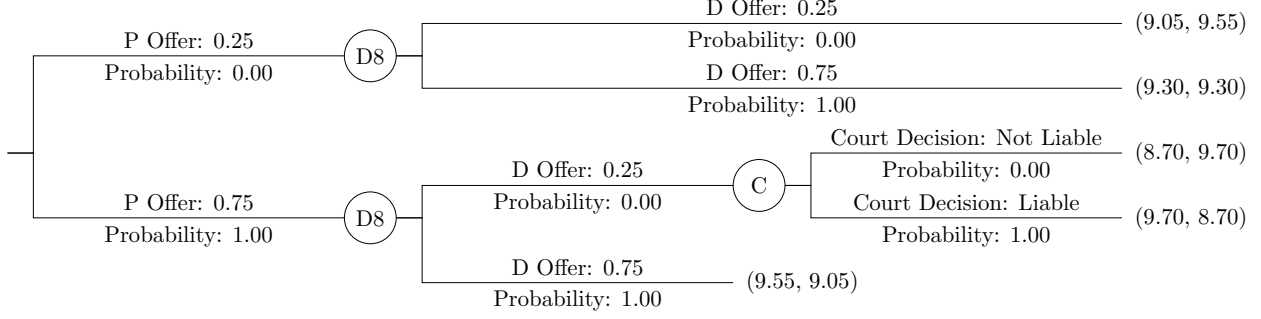 D Offer: 0.25
(9.05, 9.55)
P Offer: 0.25
Probability: 0.00
D8
Probability: 0.00
D Offer: 0.75
(9.30, 9.30)
Probability: 1.00
Court Decision: Not Liable
(8.70, 9.70)
D Offer: 0.25
Probability: 0.00
C
P Offer: 0.75
Probability: 0.00
Court Decision: Liable
(9.70, 8.70)
D8
Probability: 1.00
Probability: 1.00
D Offer: 0.75
(9.55, 9.05)
Probability: 1.00